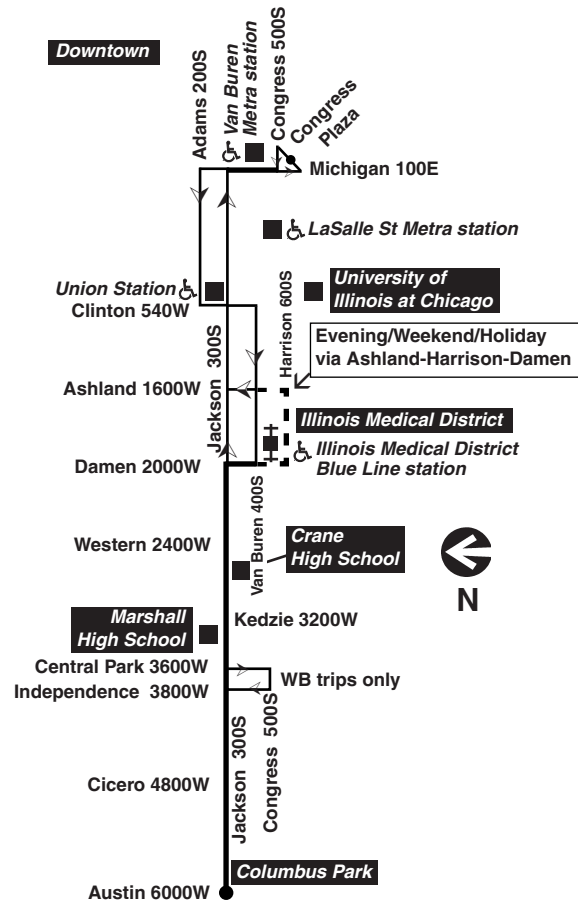 Downtown
Adams 200S
Van Buren
Metra station
Congress 500S
Congress
Plaza
Michigan 100E
LaSalle St Metra station
Union Station
Clinton 540W
University of
Illinois at Chicago
Harrison 600S
Evening/Weekend/Holiday
via Ashland-Harrison-Damen
Jackson 300S
Ashland 1600W
Illinois Medical District
Illinois Medical District
Blue Line station
Damen 2000W
Van Buren 400S
Western 2400W
Crane
High School
N
Marshall
High School
Kedzie 3200W
Central Park 3600W
Independence 3800W
WB trips only
Jackson 300S
Congress 500S
Cicero 4800W
Columbus Park
Austin 6000W